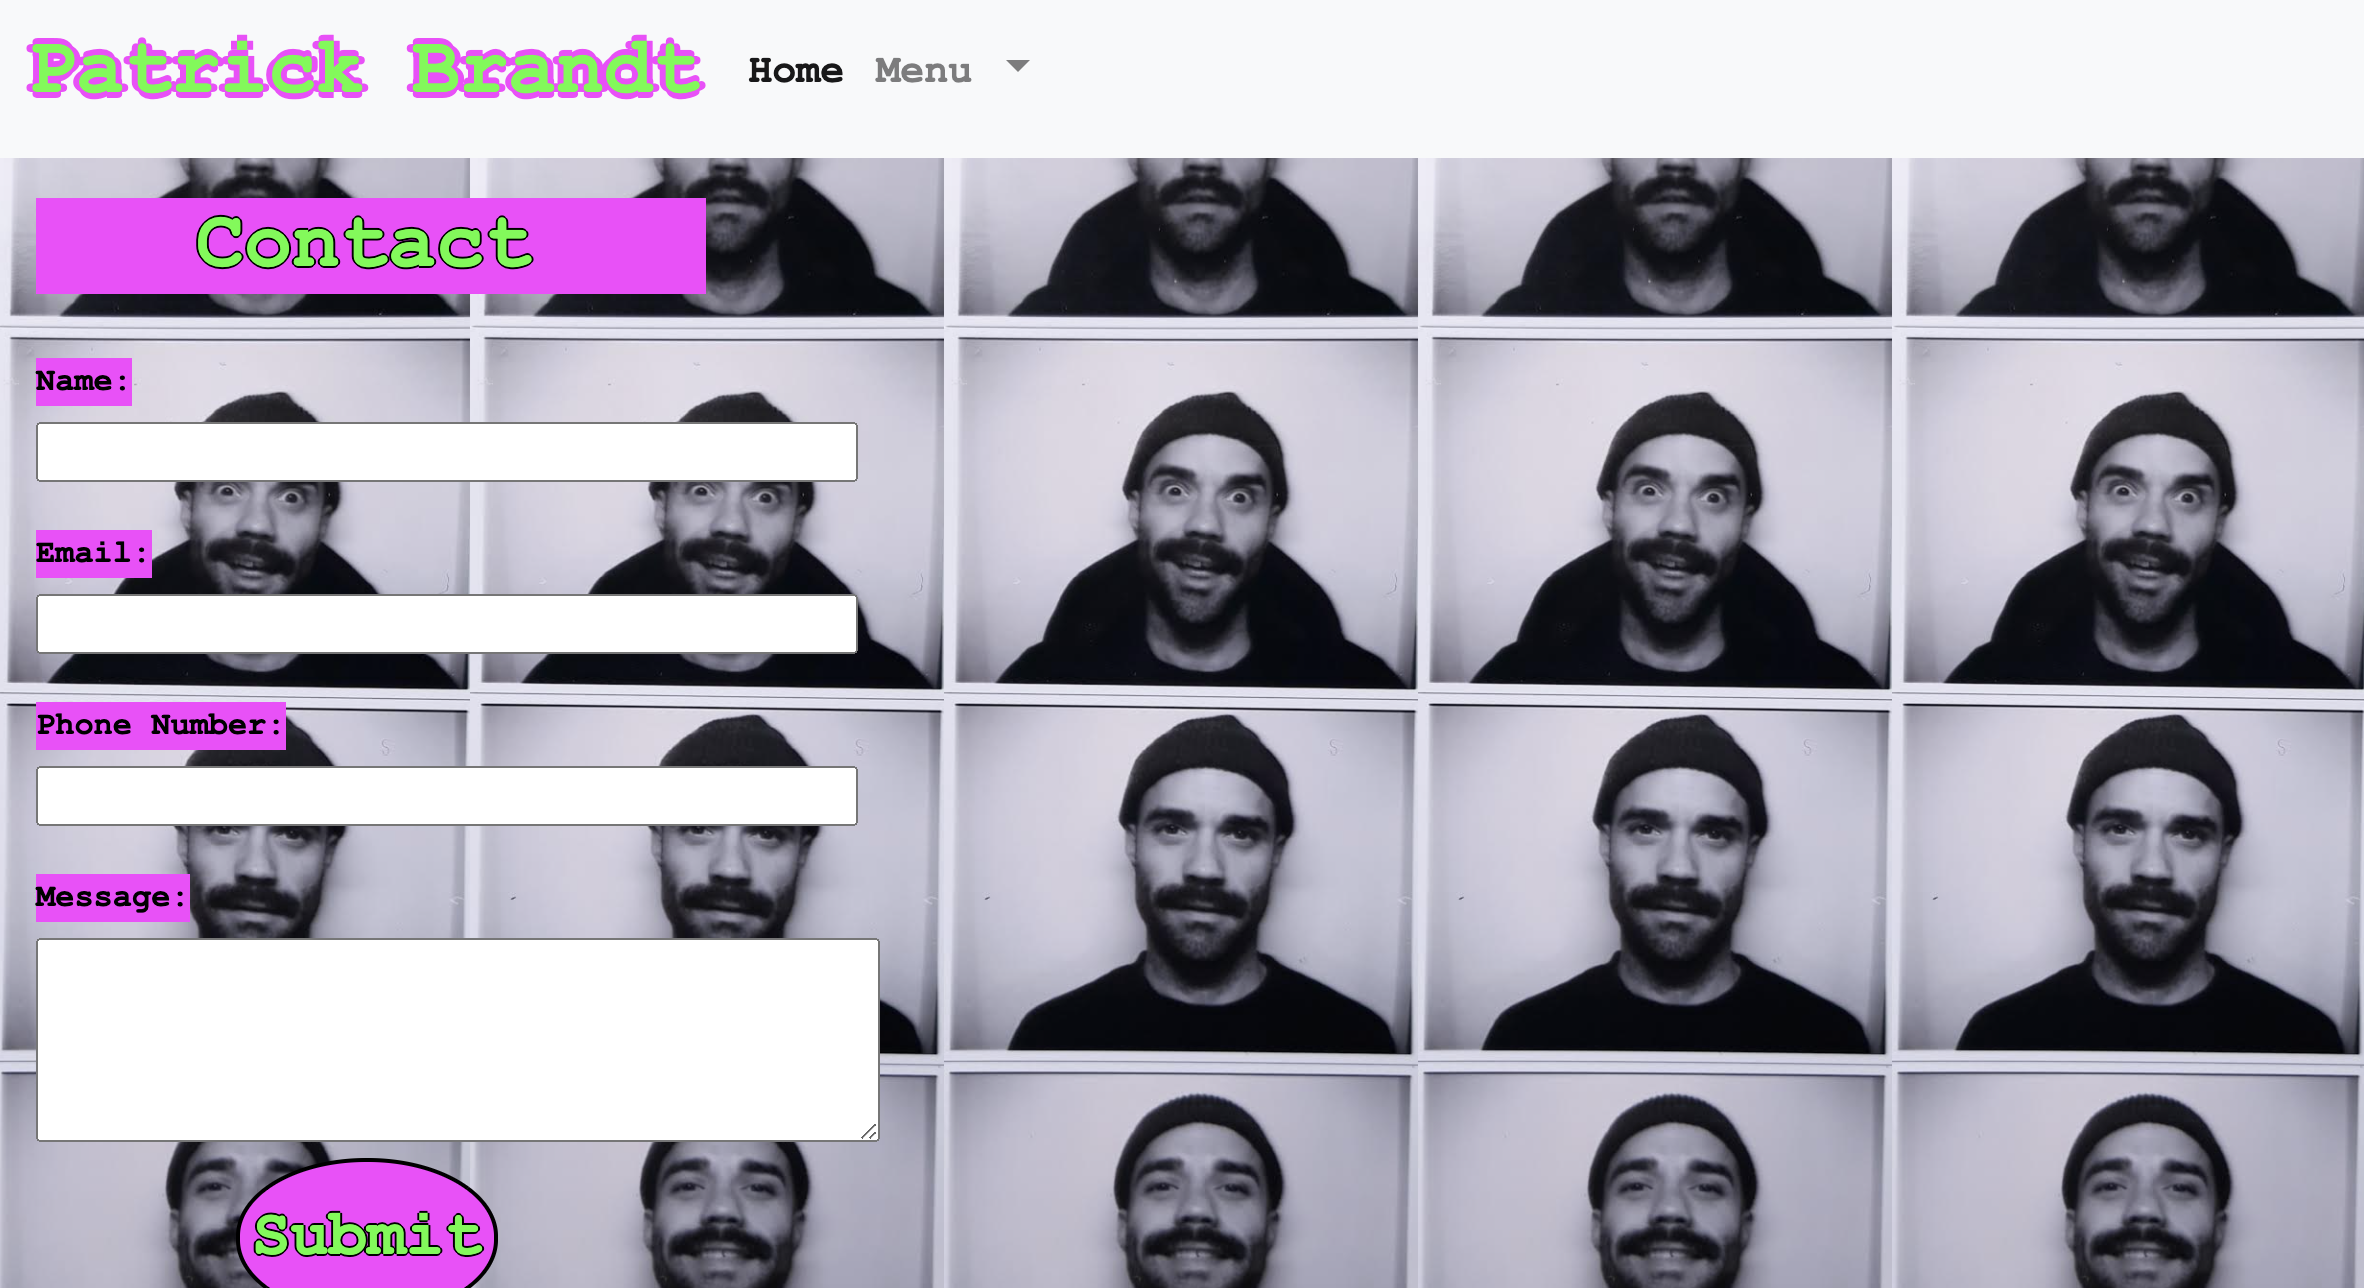 Patrick Brandt Home Menu
Contact
Name:
Email:
Phone Number:
Message:
Submit